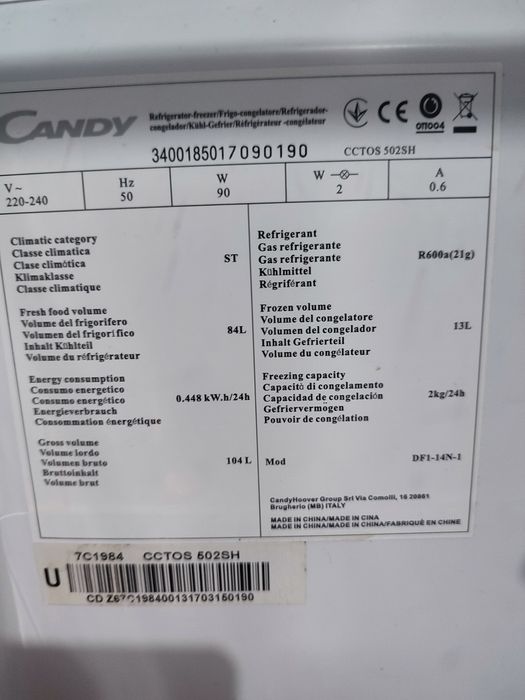 CANDY
Refrigerator-freezer/Frigo-congelatore/Refrigerador-
congelador/Kühl-Gefrier/Réfrigérateur -congélateur
CE
011004
3400185017090190 CCTOS 502SH
V~ 220-240
Hz 50
W 90
W 2
A 0.6
Climatic category
Classe climatica
Clase climática
Klimaklasse
Classe climatique
ST
Refrigerant
Gas refrigerante
Gas refrigerante
Kühlmittel
Régriférant
R600a(21g)
Fresh food volume
Volume del frigorifero
Volumen del frigorífico
Inhalt Kühlteil
Volume du réfrigérateur
84L
Frozen volume
Volume del congelatore
Volumen del congelador
Inhalt Gefrierteil
Volume du congélateur
13L
Energy consumption
Consumo energetico
Consumo energético
Energieverbrauch
Consommation énergétique
0.448 kW.h/24h
Freezing capacity
Capacitò di congelamento
Capacidad de congelación
Gefriervermogen
Pouvoir de congélation
2kg/24h
Gross volume
Volume lordo
Volumen bruto
Bruttoinhalt
Volume brut
104 L
Mod DF1-14N-1
CandyHoover Group Srl Via Comolli, 16 20861
Brugherio (MB) ITALY
MADE IN CHINA/MADE IN CINA
MADE IN CHINA/MADE IN CHINA/FABRIQUÉ EN CHINE
7C1984 CCTOS 502SH
U
CD Z67C198400131703150190